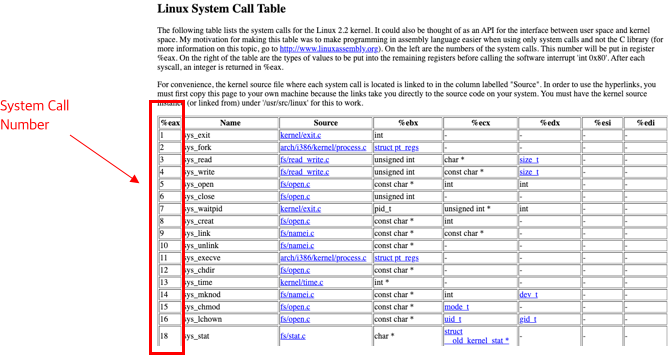 Linux System Call Table
The following table lists the system calls for the Linux 2.2 kernel. It could also be thought of as an API for the interface between user space and kernel
space. My motivation for making this table was to make programming in assembly language easier when using only system calls and not the C library (for
more information on this topic, go to http://www.linuxassembly.org). On the left are the numbers of the system calls. This number will be put in register
%eax. On the right of the table are the types of values to be put into the remaining registers before calling the software interrupt 'int 0x80'. After each
syscall, an integer is returned in %eax.
For convenience, the kernel source file where each system call is located is linked to in the column labelled "Source". In order to use the hyperlinks, you
must first copy this page to your own machine because the links take you directly to the source code on your system. You must have the kernel source
(or linked from) under '/usr/src/linux' for this to work.
System Call
Number
%eax Name Source %ebx %ecx %edx %esi %edi
1 sys_exit kernel/exit.c int - - - -
2 sys_fork arch/i386/kernel/process.c struct pt_regs - - - -
3 sys_read fs/read_write.c unsigned int char * size_t - -
4 sys_write fs/read_write.c unsigned int const char * size_t - -
5 sys_open fs/open.c const char * int int - -
6 sys_close fs/open.c unsigned int - - - -
7 sys_waitpid kernel/exit.c pid_t unsigned int * int - -
8 sys_creat fs/open.c const char * int - - -
9 sys_link fs/namei.c const char * const char * - - -
10 sys_unlink fs/namei.c const char * - - - -
11 sys_execve arch/i386/kernel/process.c struct pt_regs - - - -
12 sys_chdir fs/open.c const char * - - - -
13 sys_time kernel/time.c int * - - - -
14 sys_mknod fs/namei.c const char * int dev_t - -
15 sys_chmod fs/open.c const char * mode_t - - -
16 sys_lchown fs/open.c const char * uid_t gid_t - -
18 sys_stat fs/stat.c char * struct - - -
__old_kernel_stat *